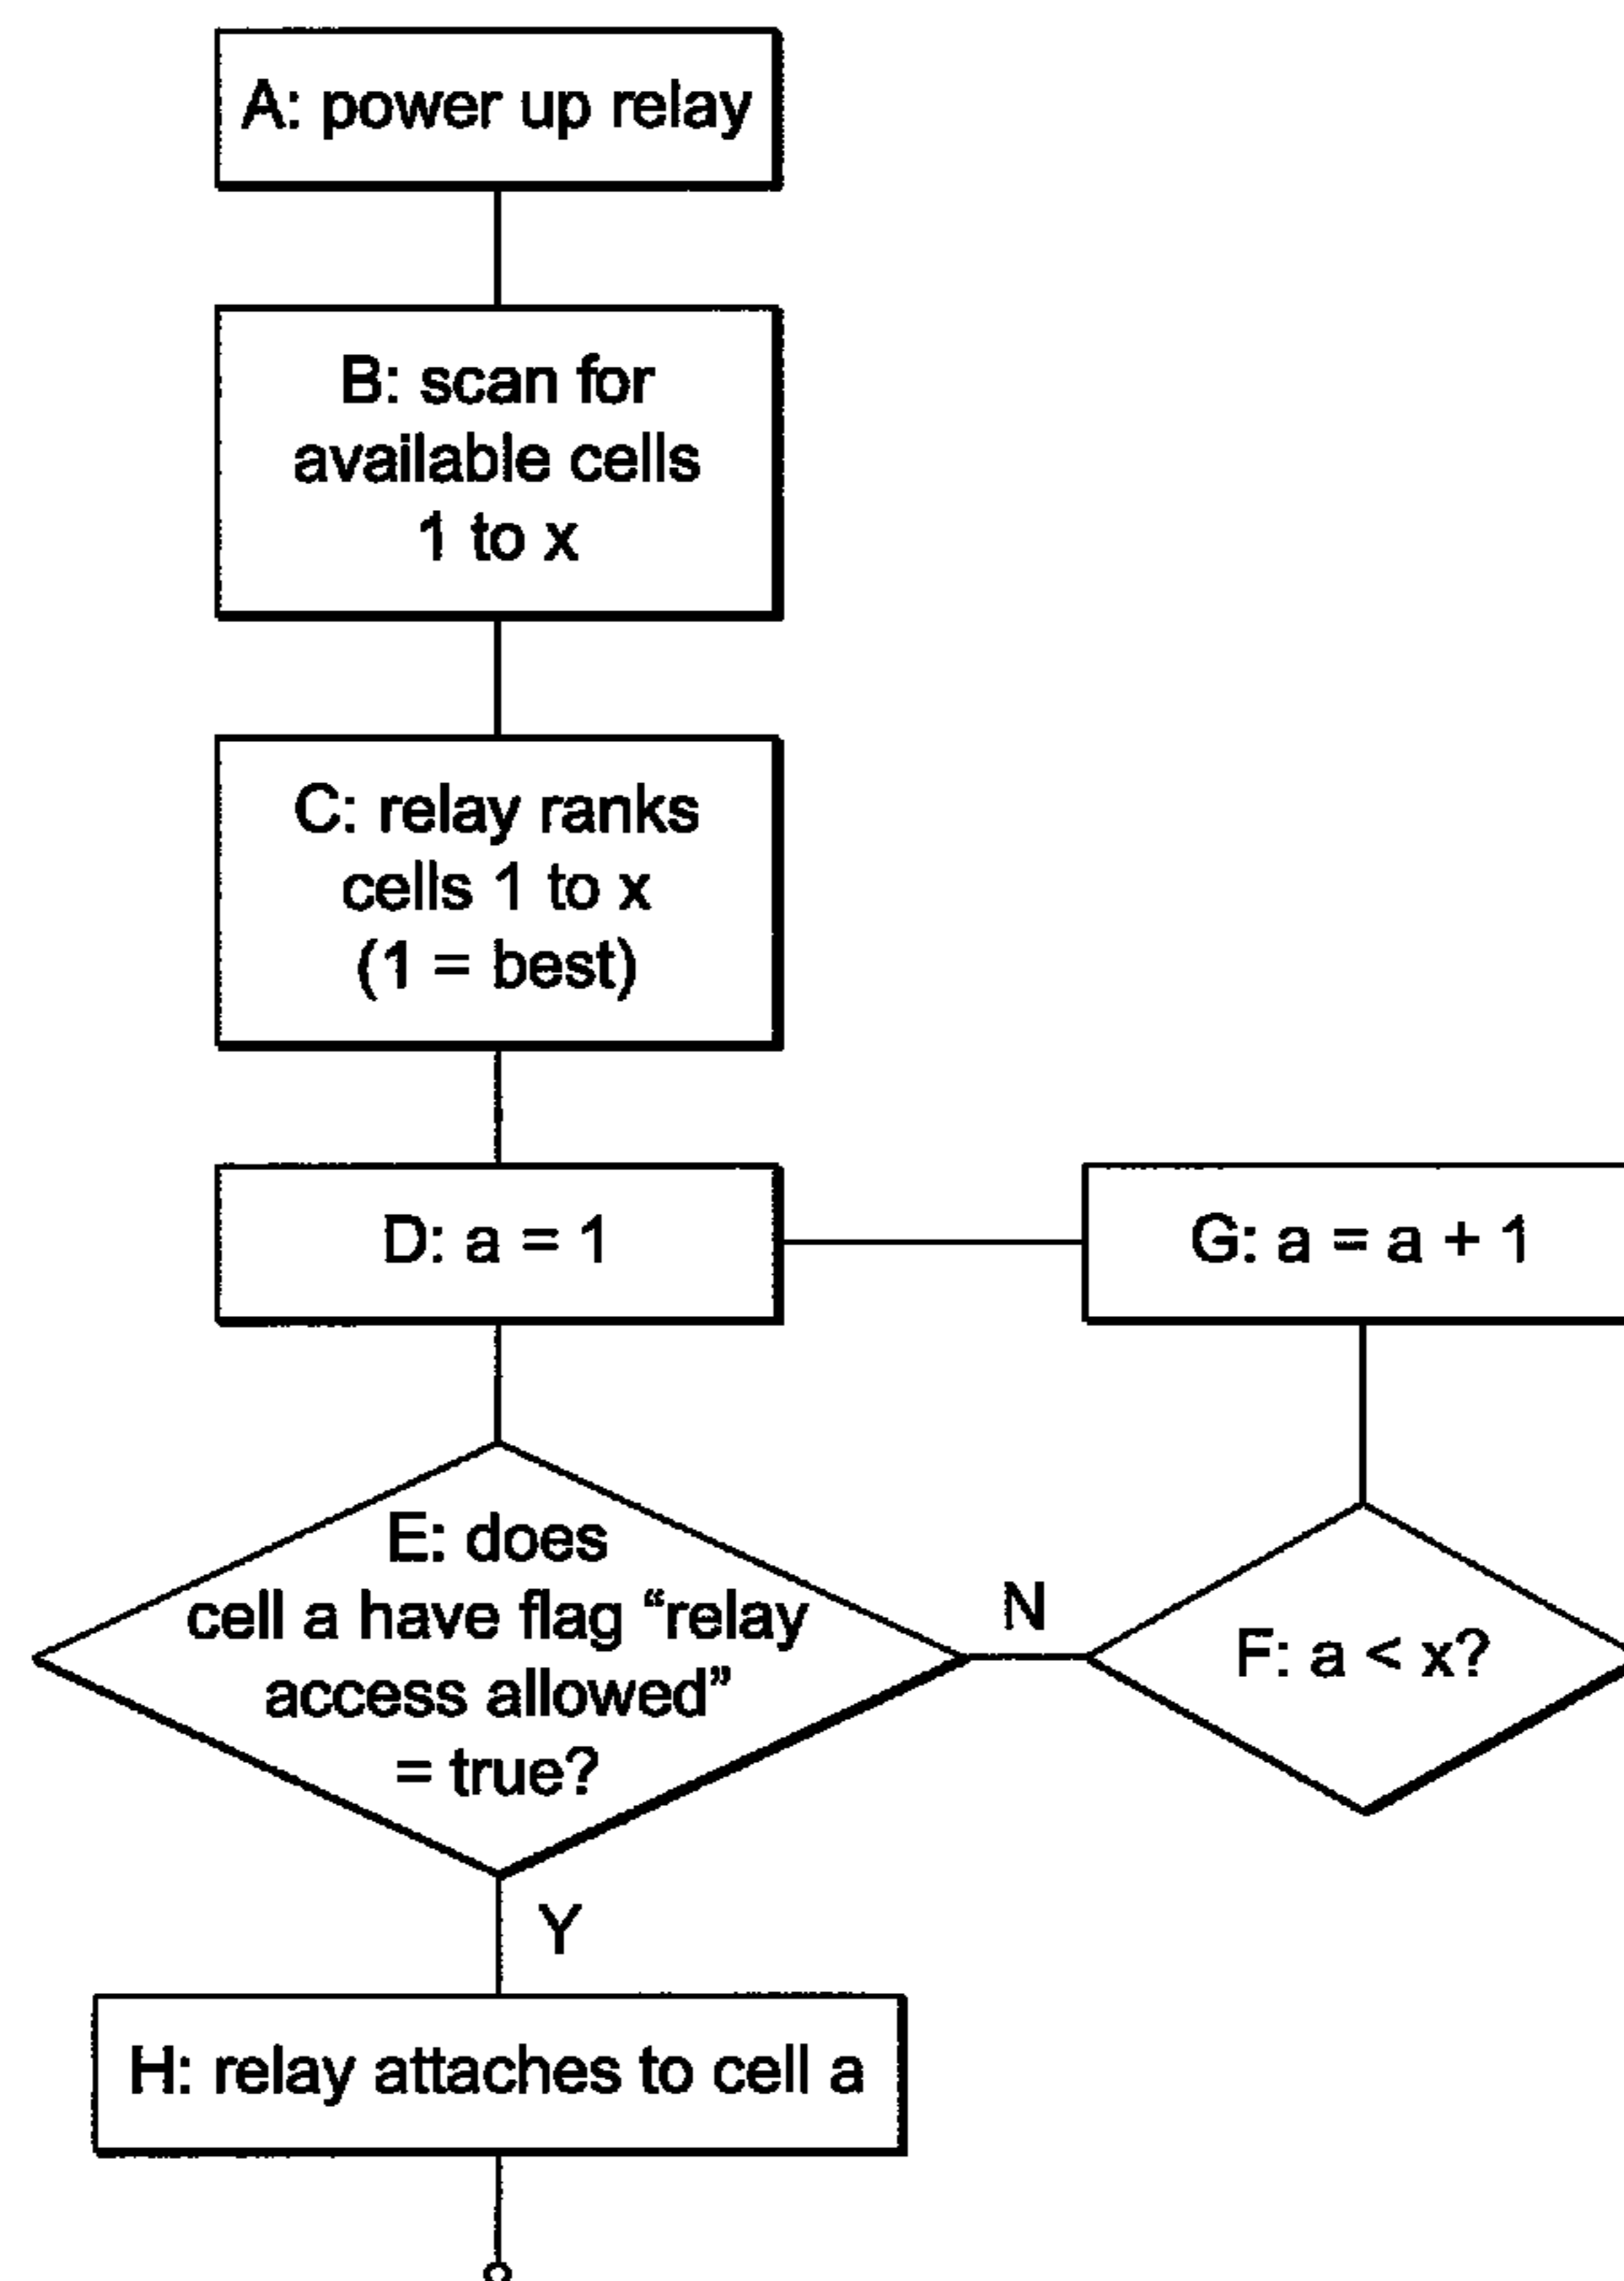 A: power up relay
B: scan for
available cells
1 to x
C: relay ranks
cells 1 to x
(1 = best)
D: a = 1
G: a = a + 1
E: does
cell a have flag “relay
access allowed”
= true?
N
F: a < x?
Y
H: relay attaches to cell a